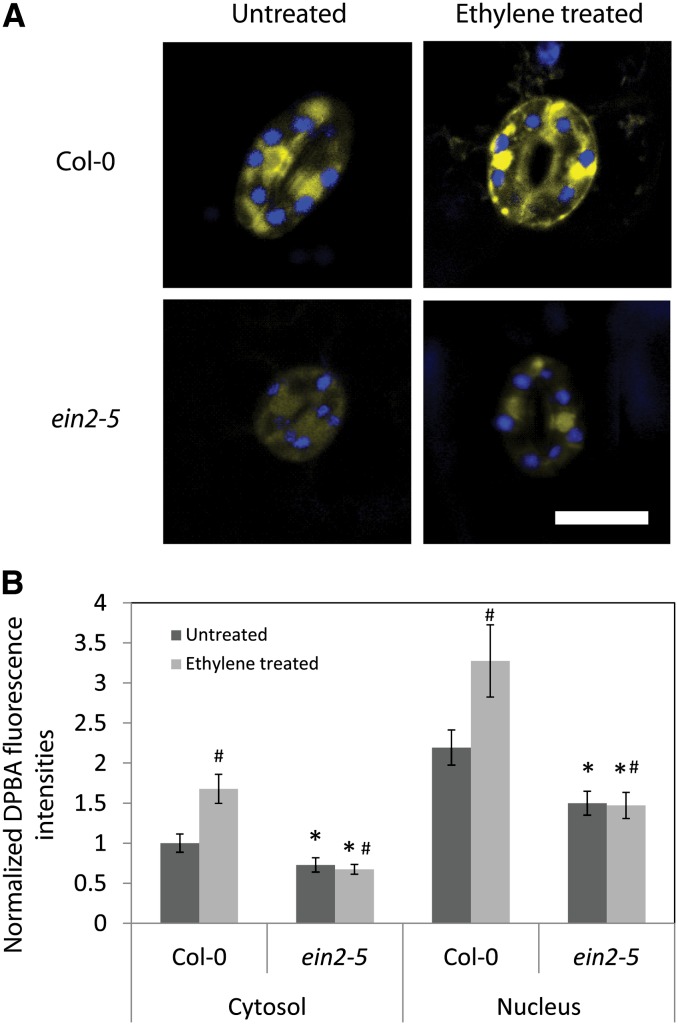 A
Untreated Ethylene treated
Col-0
ein2-5
B
Normalized DPBA fluorescence
intensities
4
3.5
3
2.5
2
1.5
1
0.5
0
Untreated
Ethylene treated
#
* * #
#
* * #
Col-0 ein2-5 Col-0 ein2-5
Cytosol Nucleus